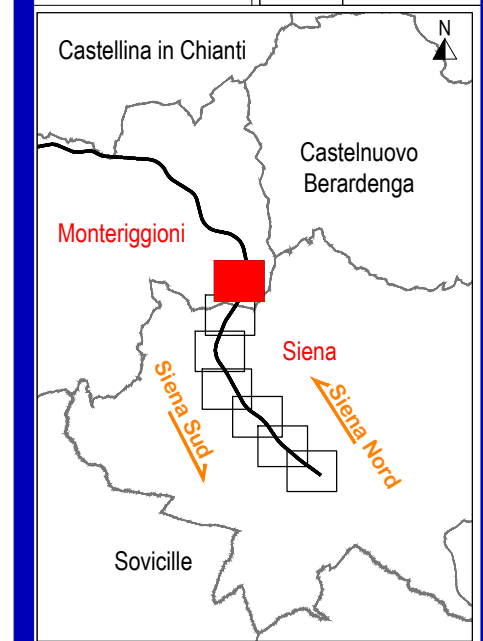 N
Castellina in Chianti
Castelnuovo
Berardenga
Monteriggioni
Siena
Siena Sud
Siena Nord
Sovicille